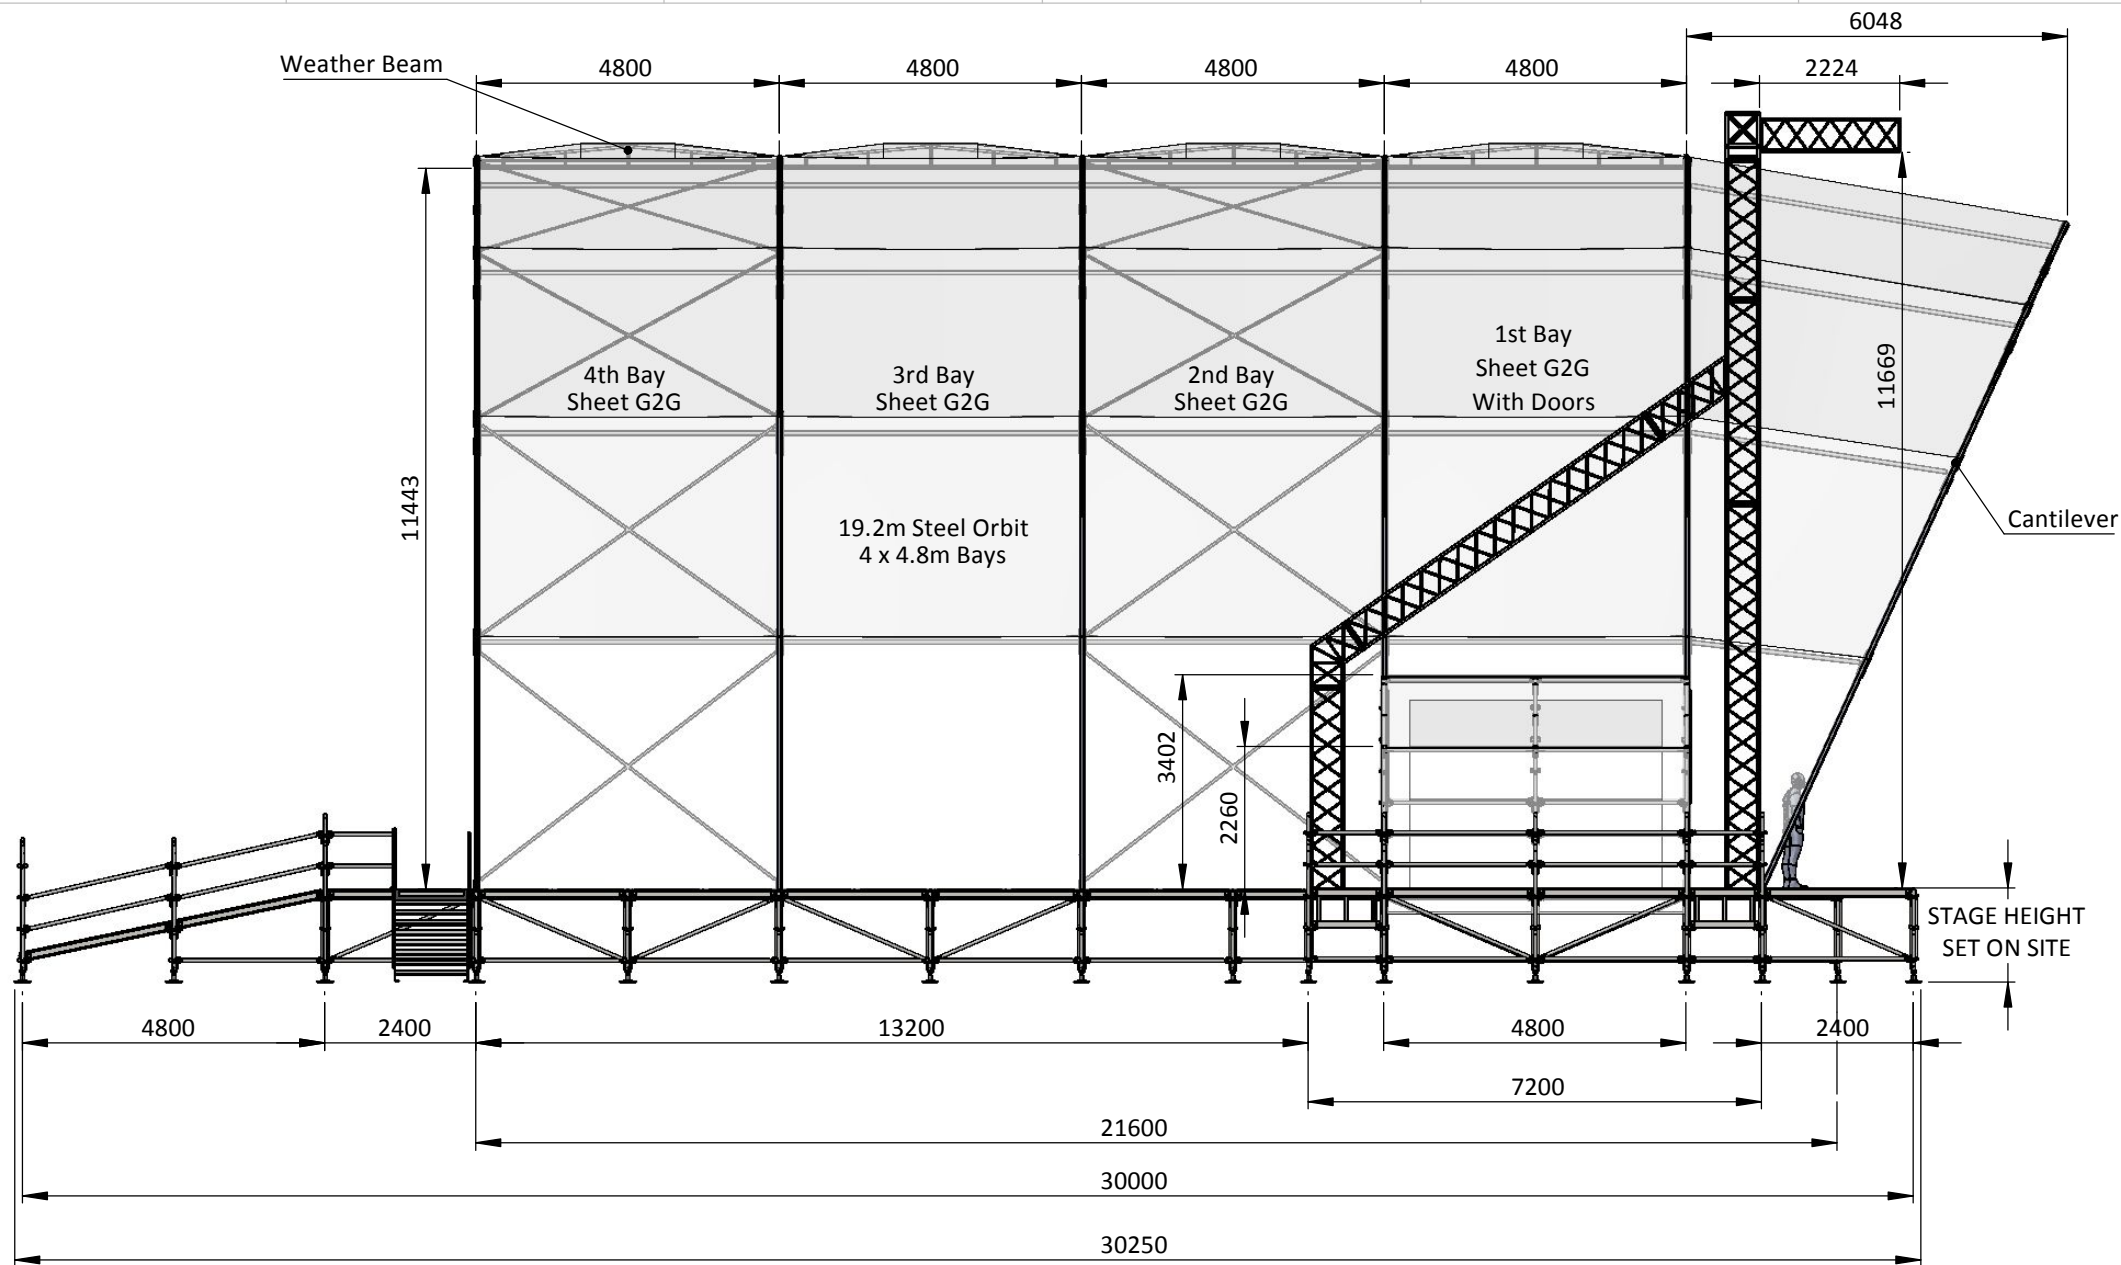 6048
Weather Beam
4800
4800
4800
4800
2224
1st Bay
Sheet G2G
With Doors
4th Bay
Sheet G2G
3rd Bay
Sheet G2G
2nd Bay
Sheet G2G
11669
11443
19.2m Steel Orbit
4 x 4.8m Bays
Cantilever
3402
2260
STAGE HEIGHT
SET ON SITE
4800
2400
13200
4800
2400
7200
21600
30000
30250